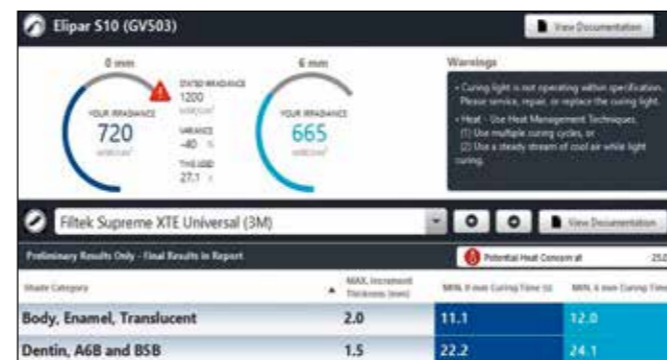 Elipar S10 (GV503)
View Documentation
0 mm
6 mm
Warnings
STATED IRRADIANCE
1200
YOUR IRRADIANCE
720
VARIANCE
-40 %
27.1
YOUR IRRADIANCE
665
• Curing light is not operating within specification.
Please service, repair, or replace the curing light.
• Heat - Use Heat Management Techniques.
(1) Use multiple curing cycles, or
(2) Use a steady stream of cool air while light
curing.
Filtek Supreme XTE Universal (3M)
View Documentation
Preliminary Results Only - Final Results in Report
Potential Heat Concern at 25.0
Shade Category
MAX. Increment
Thickness (mm)
MIN. 0 mm Curing Time (s)
MIN. 6 mm Curing Time
Body, Enamel, Translucent 2.0 11.1 12.0
Dentin, A6B and B5B 1.5 22.2 24.1